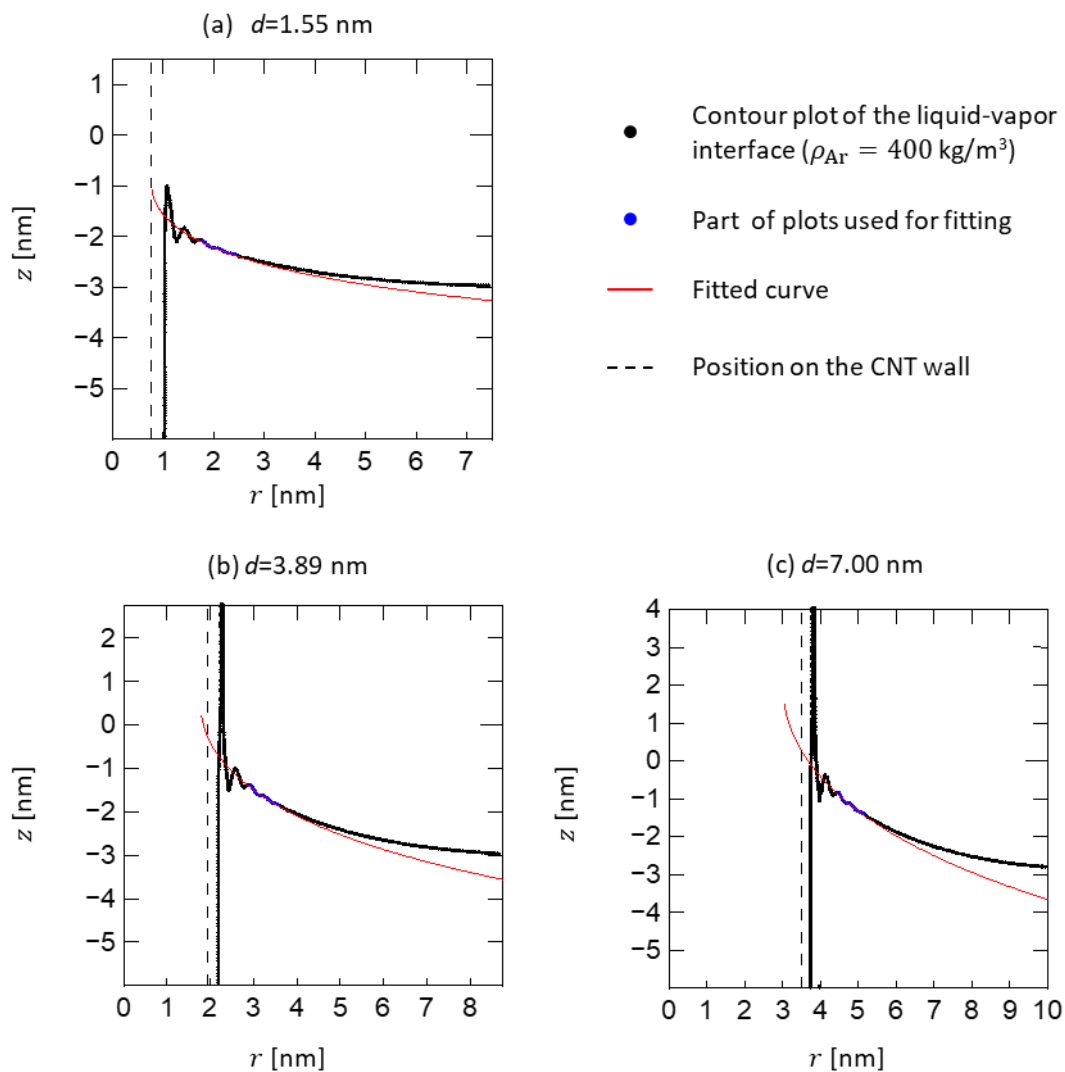 (a) d=1.55 nm
1
0
−1
−2
−3
−4
−5
z [nm]
0 1 2 3 4 5 6 7
r [nm]
Contour plot of the liquid-vapor
interface (ρAr = 400 kg/m³)
Part of plots used for fitting
Fitted curve
Position on the CNT wall
(b) d=3.89 nm
2
1
0
−1
−2
−3
−4
−5
z [nm]
0 1 2 3 4 5 6 7 8
r [nm]
(c) d=7.00 nm
4
3
2
1
0
−1
−2
−3
−4
−5
z [nm]
0 1 2 3 4 5 6 7 8 9 10
r [nm]